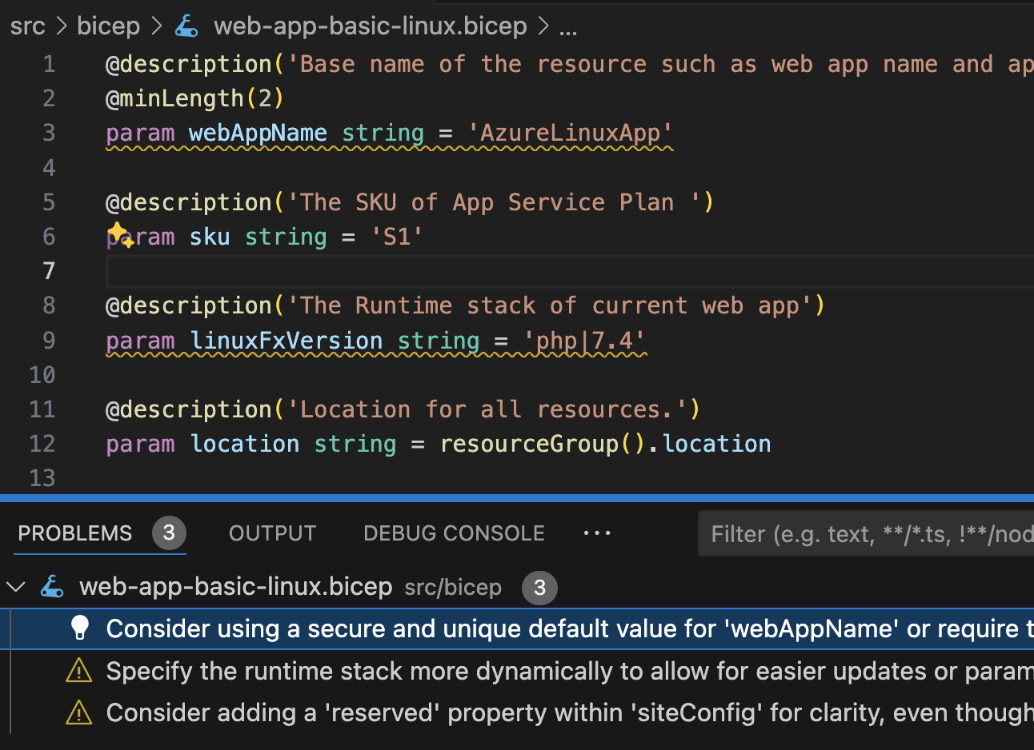 src > bicep > web-app-basic-linux.bicep > ...
1 @description('Base name of the resource such as web app name and ap
2 @minLength(2)
3 param webAppName string = 'AzureLinuxApp'
4
5 @description('The SKU of App Service Plan ')
6 param sku string = 'S1'
7
8 @description('The Runtime stack of current web app')
9 param linuxFxVersion string = 'php|7.4'
10
11 @description('Location for all resources.')
12 param location string = resourceGroup().location
13
PROBLEMS 3 OUTPUT DEBUG CONSOLE ... Filter (e.g. text, **/*.ts, !**/nod
web-app-basic-linux.bicep src/bicep 3
Consider using a secure and unique default value for 'webAppName' or require t
Specify the runtime stack more dynamically to allow for easier updates or param
Consider adding a 'reserved' property within 'siteConfig' for clarity, even though